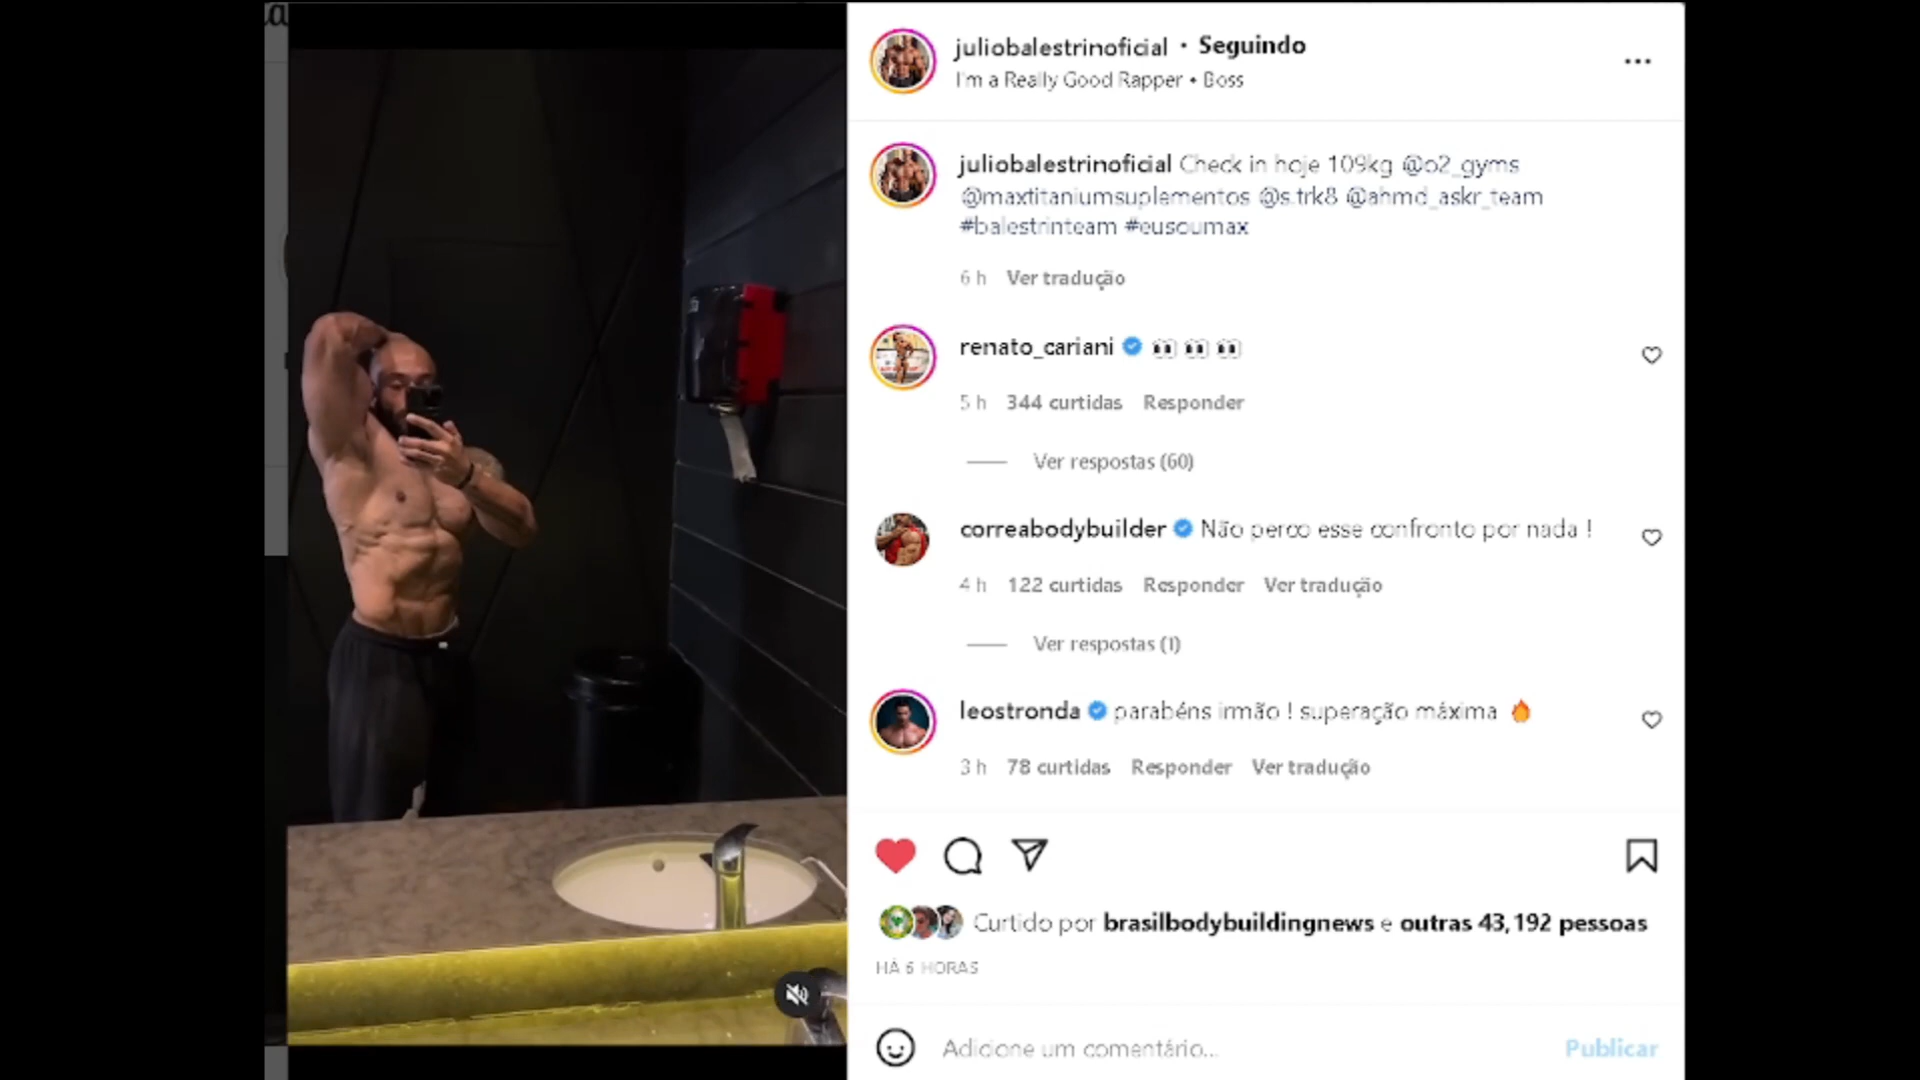 juliobalestrinoficial • Seguindo
I'm a Really Good Rapper • Boss
juliobalestrinoficial Check in hoje 109kg @o2_gyms
@maxtitaniumsuplementos @s.trk8 @ahmd_askr_team
#balestrinteam #eusoumax
6 h Ver tradução
renato_cariani 👀 👀 👀
5 h 344 curtidas Responder
Ver respostas (60)
correabodybuilder Não perco esse confronto por nada !
4 h 122 curtidas Responder Ver tradução
Ver respostas (1)
leostronda parabéns irmão ! superação máxima 🔥
3 h 78 curtidas Responder Ver tradução
Curtido por brasilbodybuildingnews e outras 43,192 pessoas
HÁ 6 HORAS
Adicione um comentário...
Publicar